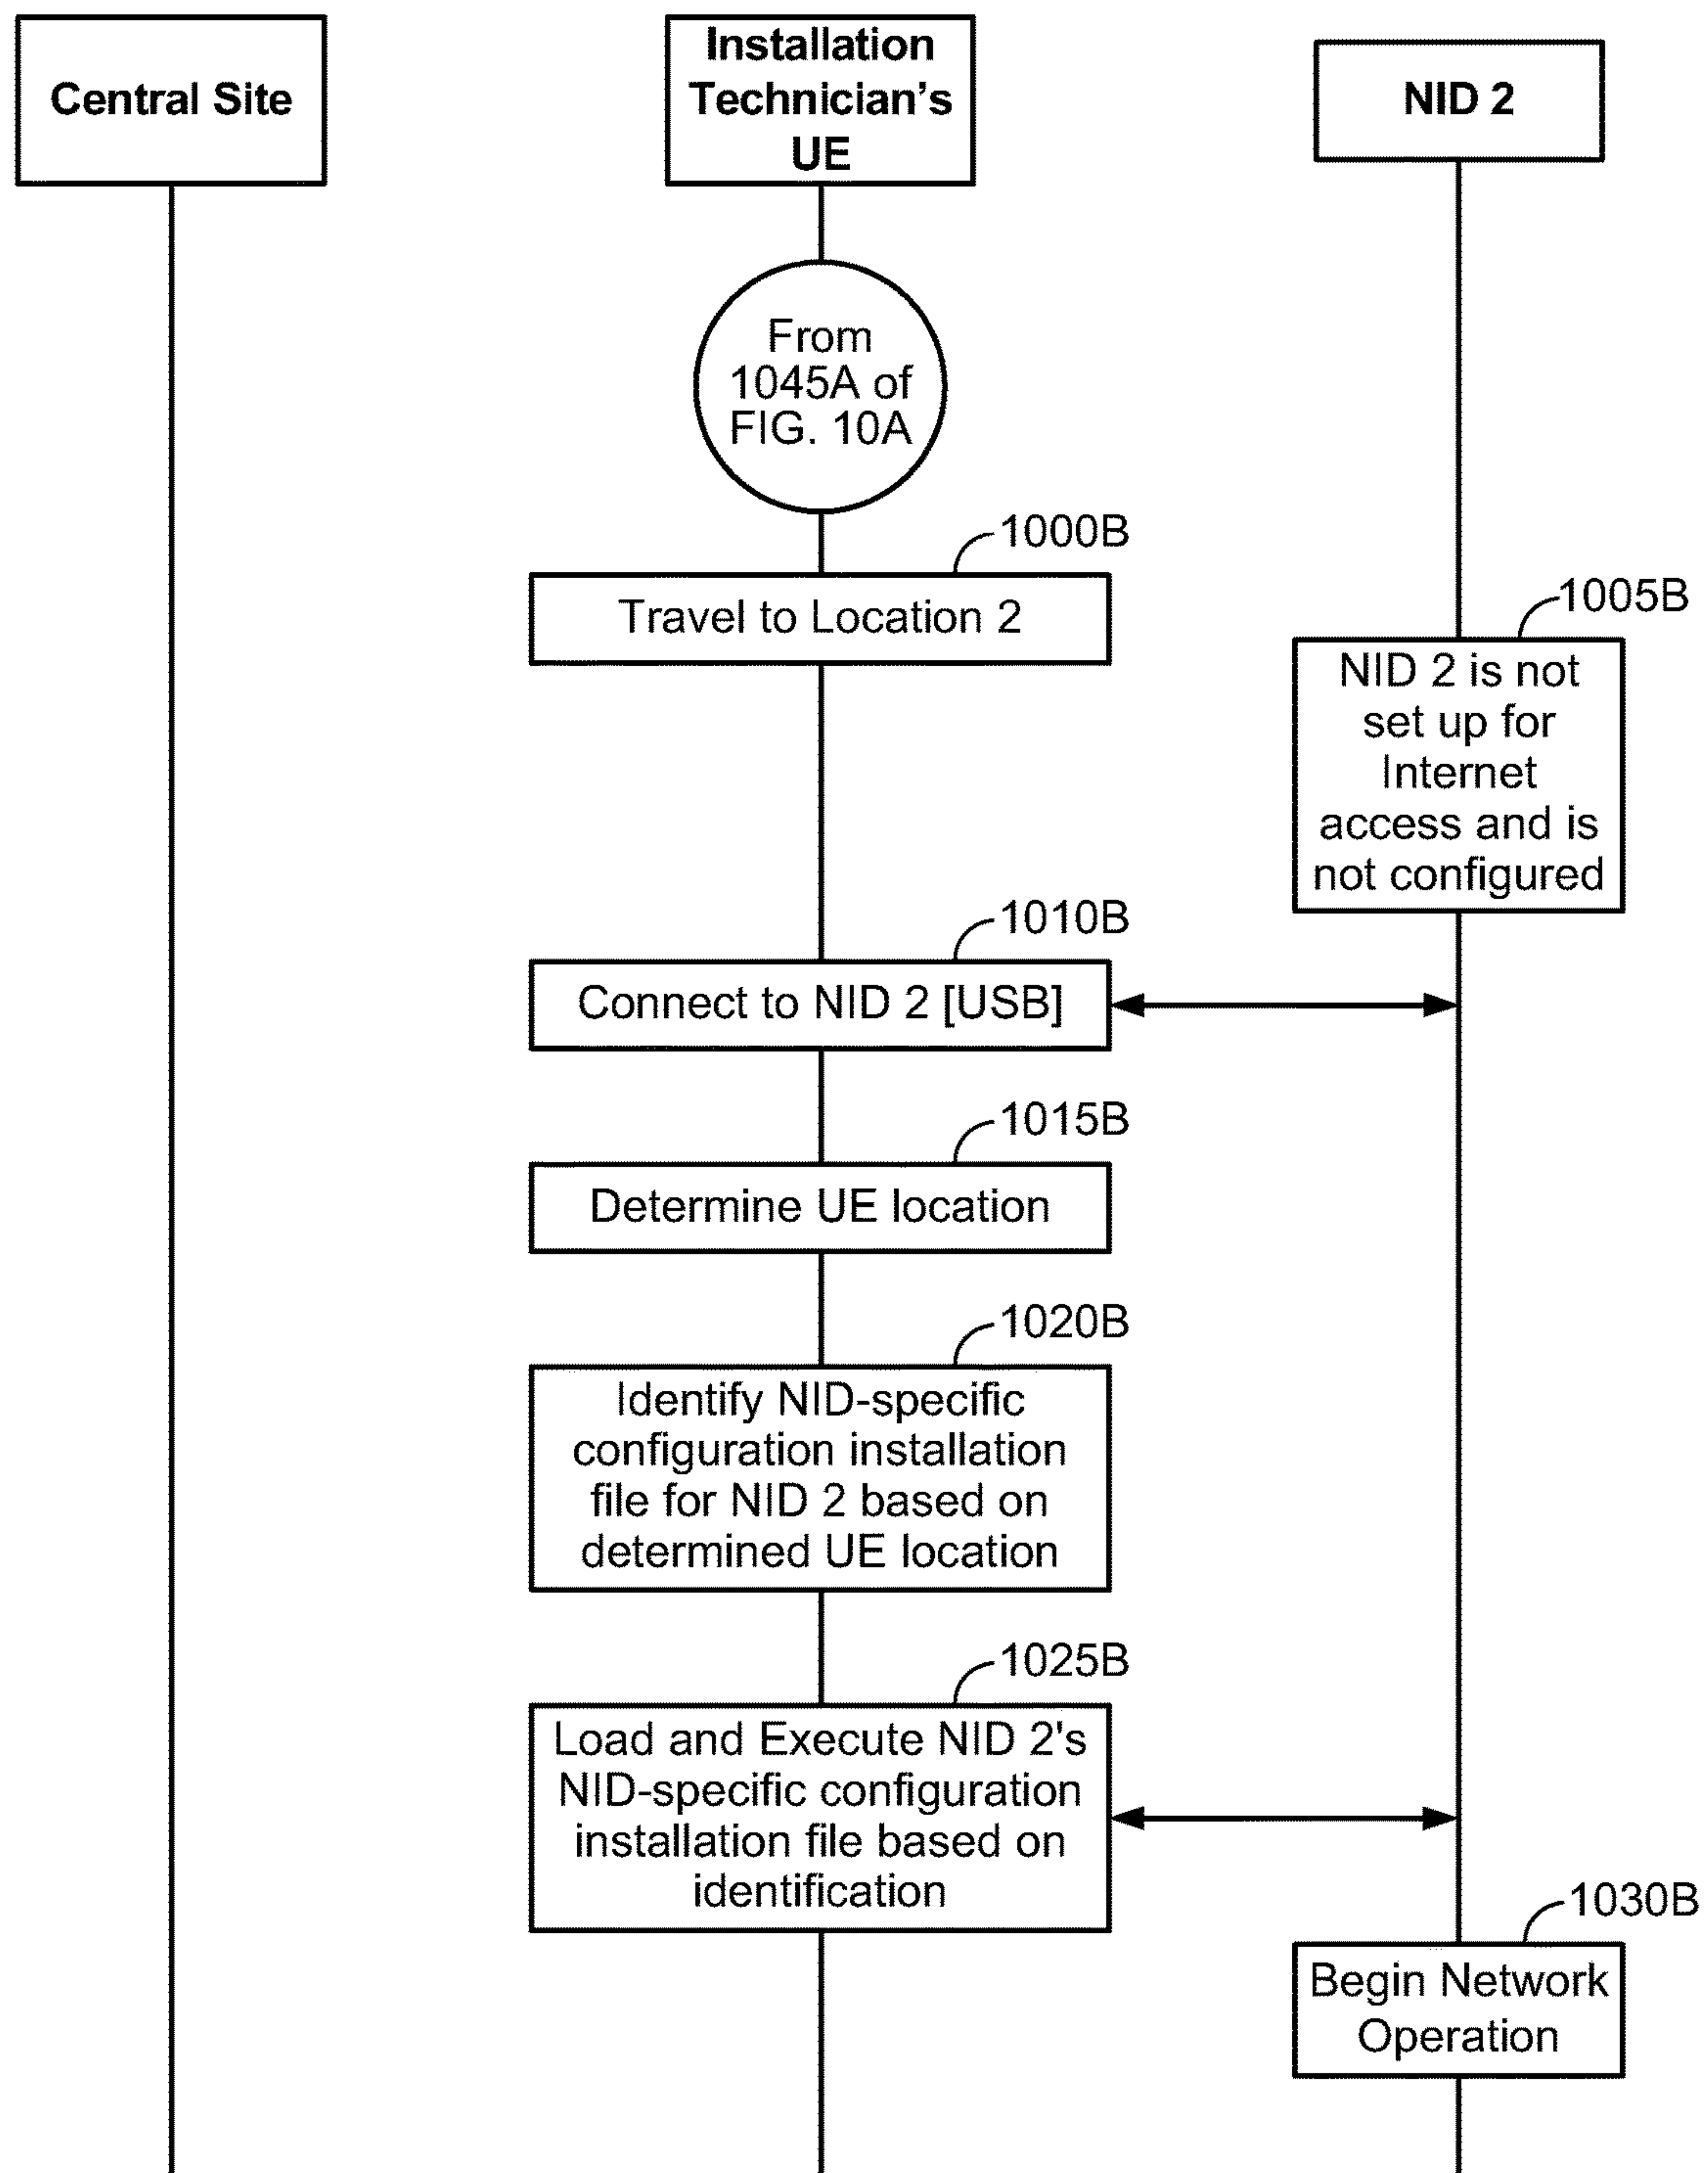 Central Site
Installation
Technician's
UE
NID 2
From
1045A of
FIG. 10A
1000B
Travel to Location 2
1005B
NID 2 is not
set up for
Internet
access and is
not configured
1010B
Connect to NID 2 [USB]
1015B
Determine UE location
1020B
Identify NID-specific
configuration installation
file for NID 2 based on
determined UE location
1025B
Load and Execute NID 2's
NID-specific configuration
installation file based on
identification
1030B
Begin Network
Operation